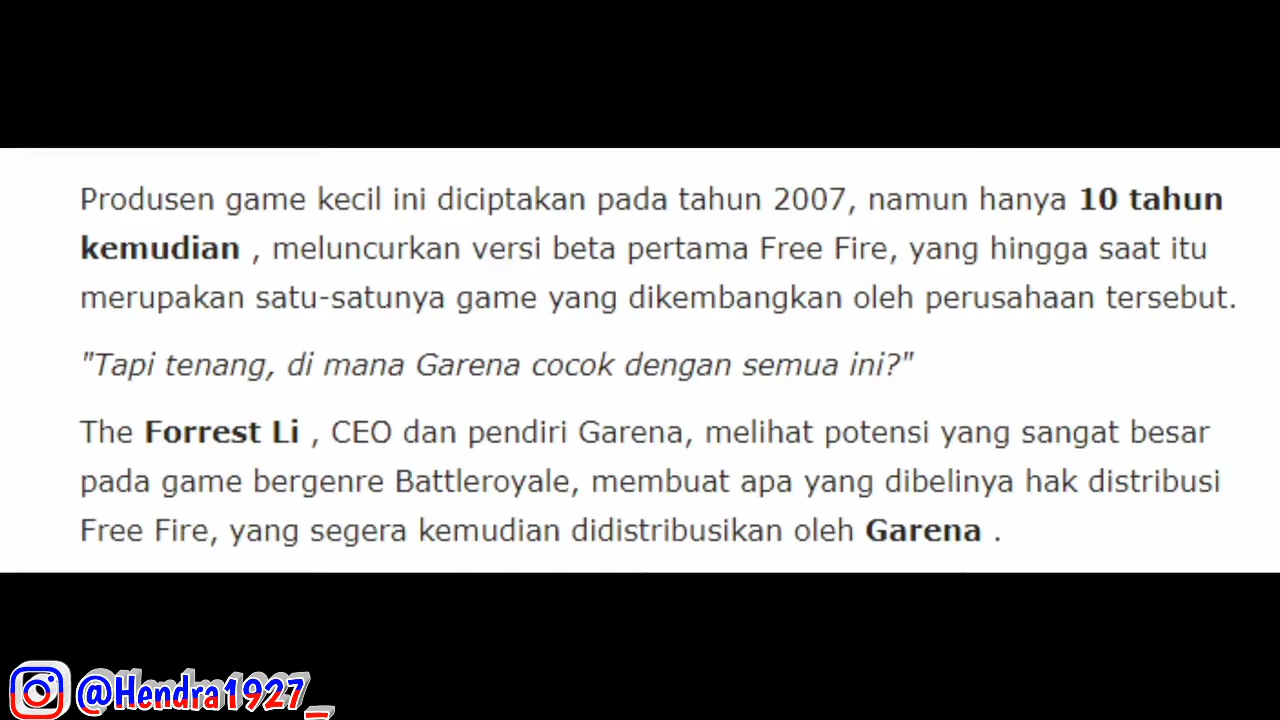 Produsen game kecil ini diciptakan pada tahun 2007, namun hanya 10 tahun
kemudian , meluncurkan versi beta pertama Free Fire, yang hingga saat itu
merupakan satu-satunya game yang dikembangkan oleh perusahaan tersebut.
"Tapi tenang, di mana Garena cocok dengan semua ini?"
The Forrest Li , CEO dan pendiri Garena, melihat potensi yang sangat besar
pada game bergenre Battleroyale, membuat apa yang dibelinya hak distribusi
Free Fire, yang segera kemudian didistribusikan oleh Garena .
@Hendra1927_